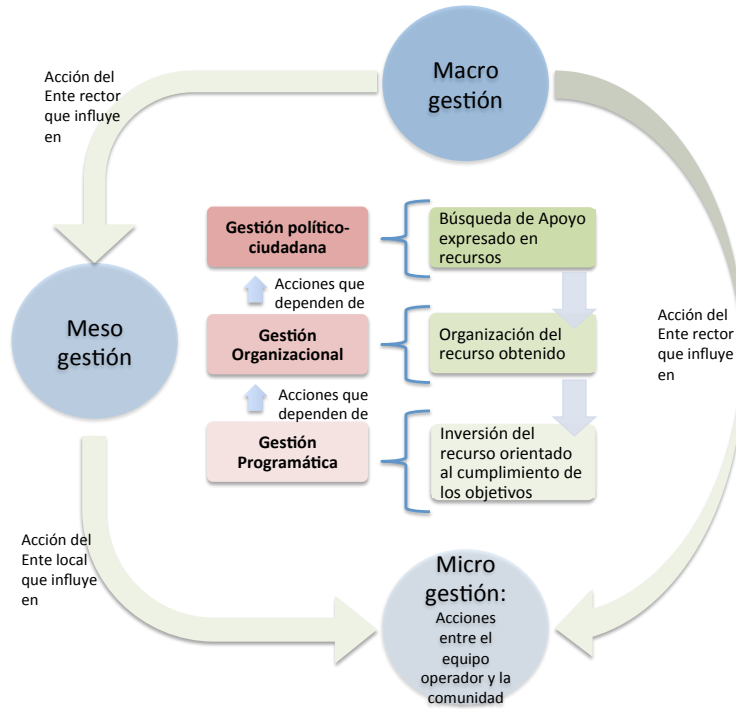 Macro
gestión
Acción del
Ente rector
que influye
en
Gestión político-
ciudadana
Búsqueda de Apoyo
expresado en
recursos
Acciones que
dependen de
Meso
gestión
Gestión
Organizacional
Organización del
recurso obtenido
Acción del
Ente rector
que influye
en
Acciones que
dependen de
Gestión
Programática
Inversión del
recurso orientado
al cumplimiento de
los objetivos
Acción del
Ente local
que influye
en
Micro
gestión:
Acciones
entre el
equipo
operador y la
comunidad